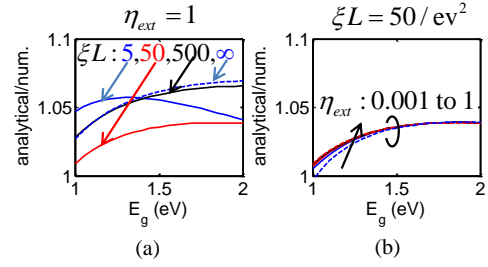 η_ext = 1
ξL : 5,50,500,∞
analytical/num.
1.1
1.05
1
1
1.5
2
E_g (eV)
(a)
ξL = 50 / ev²
η_ext : 0.001 to 1
analytical/num.
1.1
1.05
1
1
1.5
2
E_g (eV)
(b)